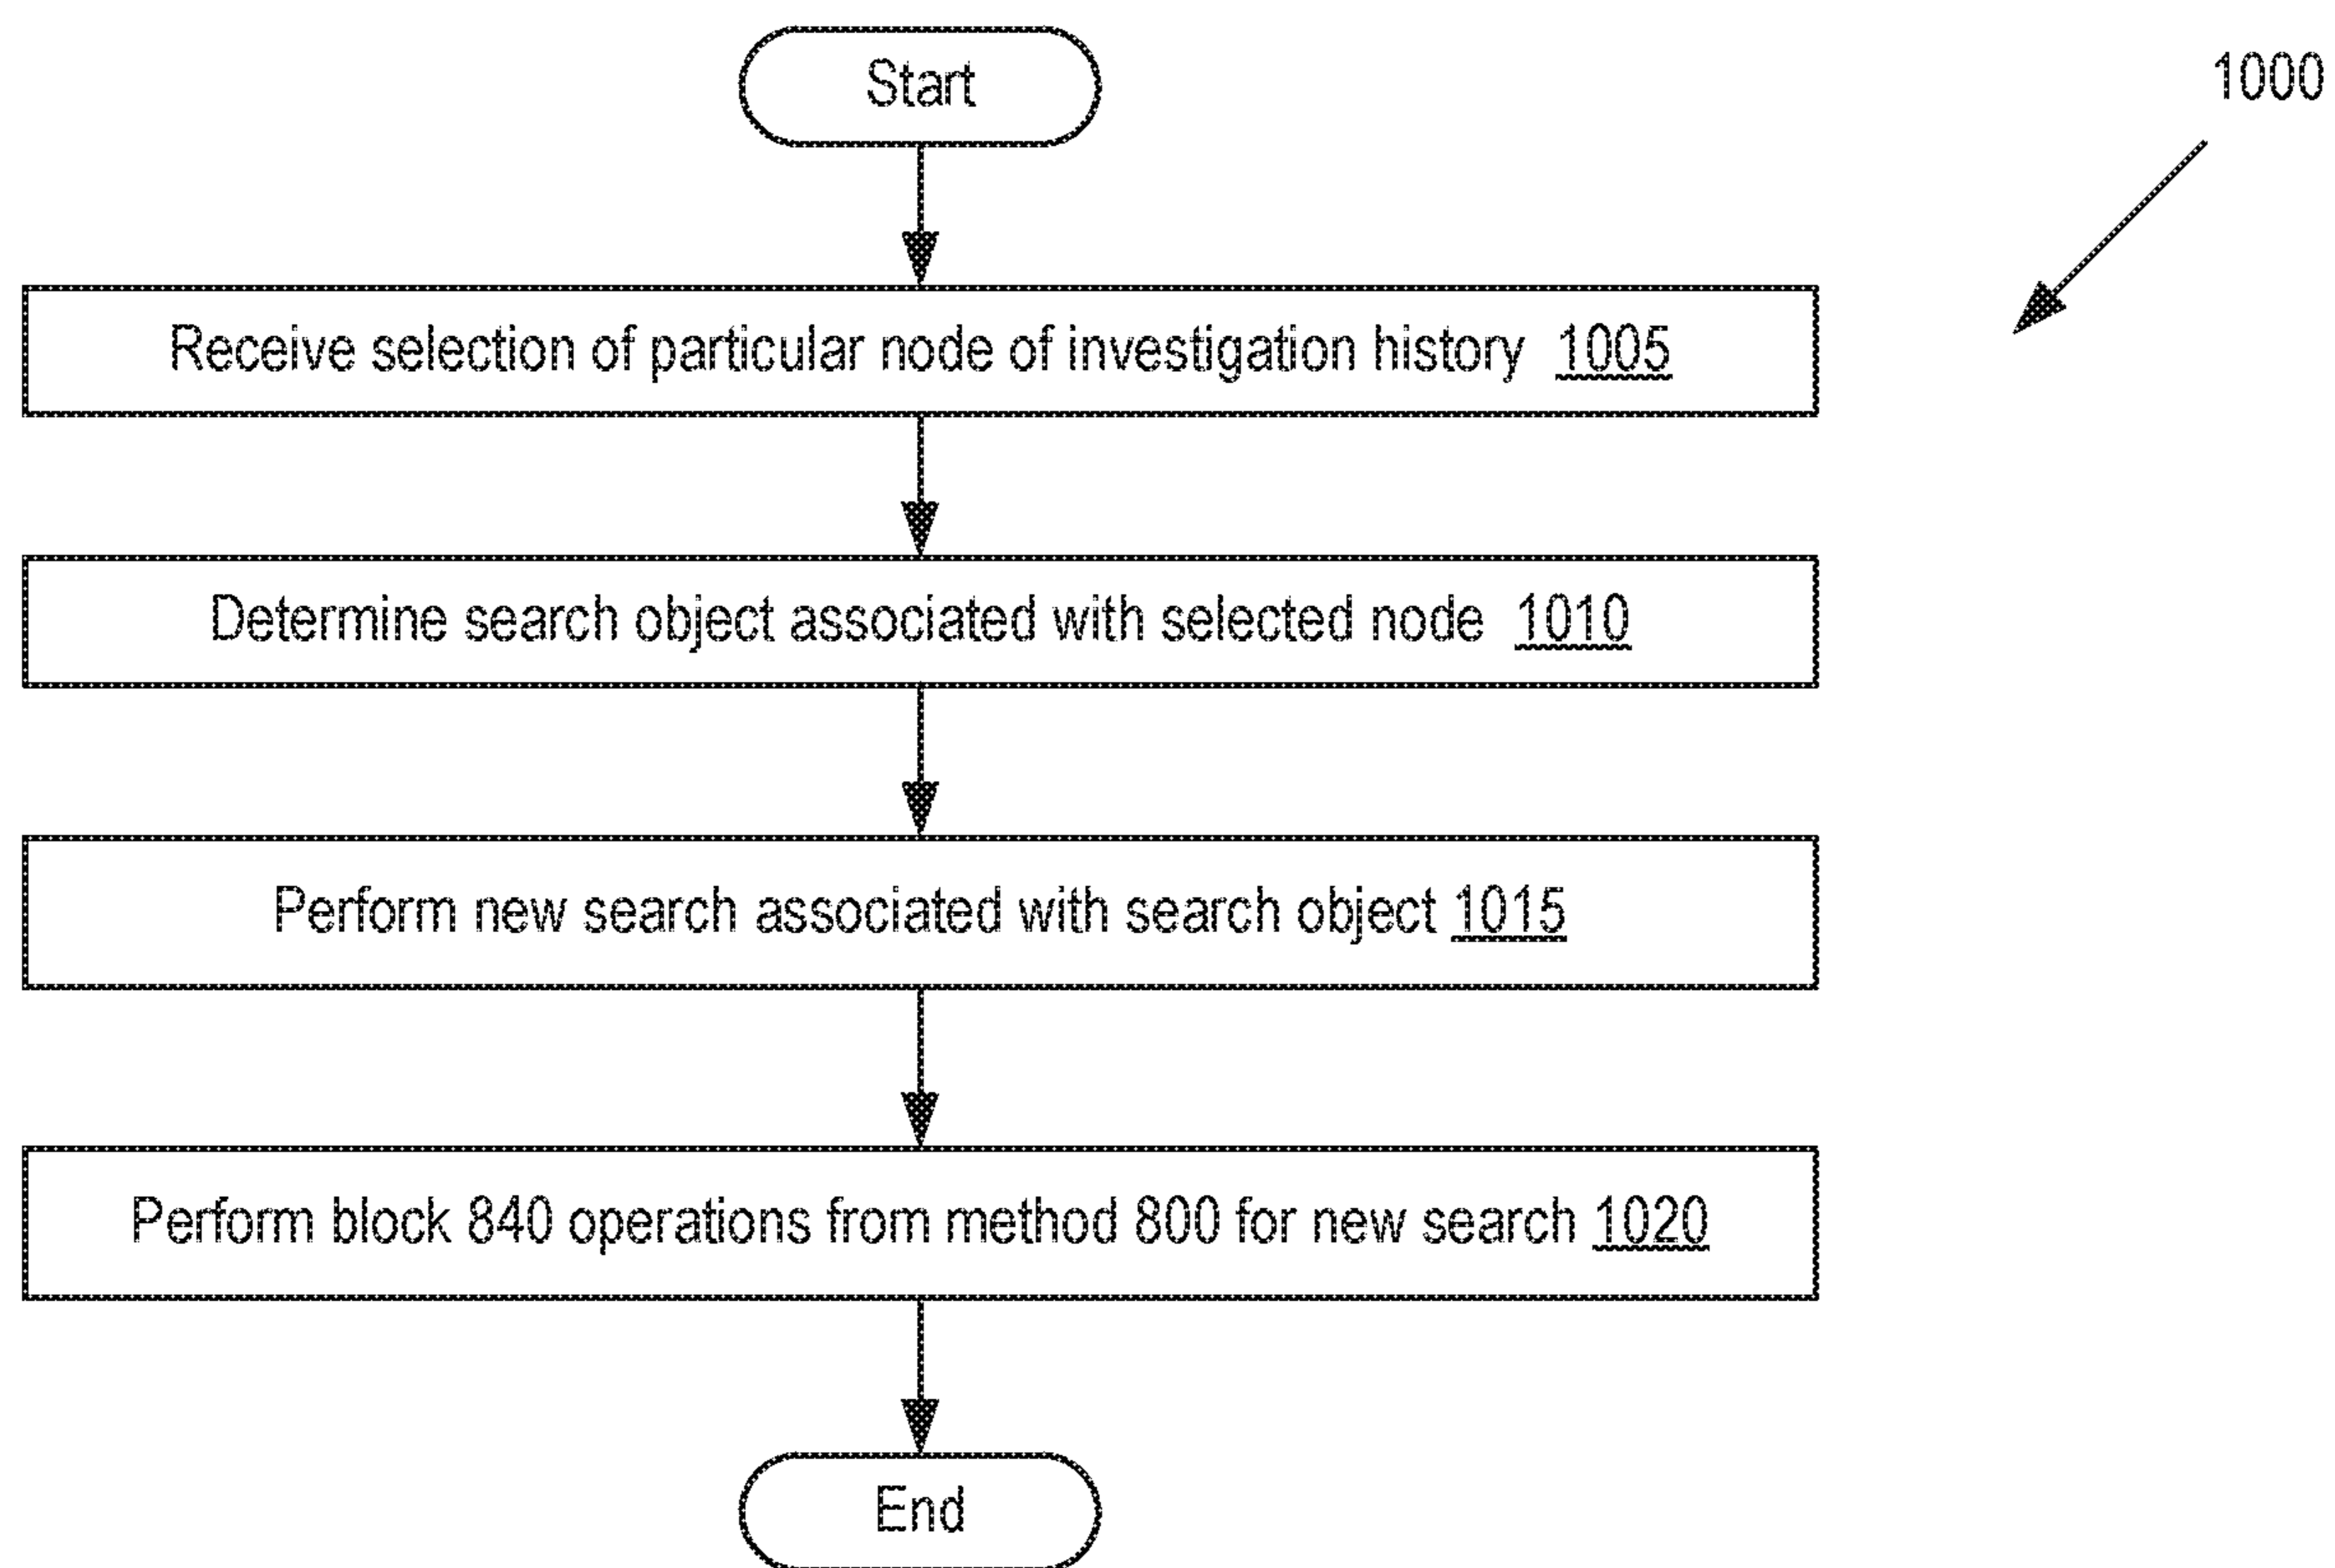 Start
1000
Receive selection of particular node of investigation history 1005
Determine search object associated with selected node 1010
Perform new search associated with search object 1015
Perform block 840 operations from method 800 for new search 1020
End